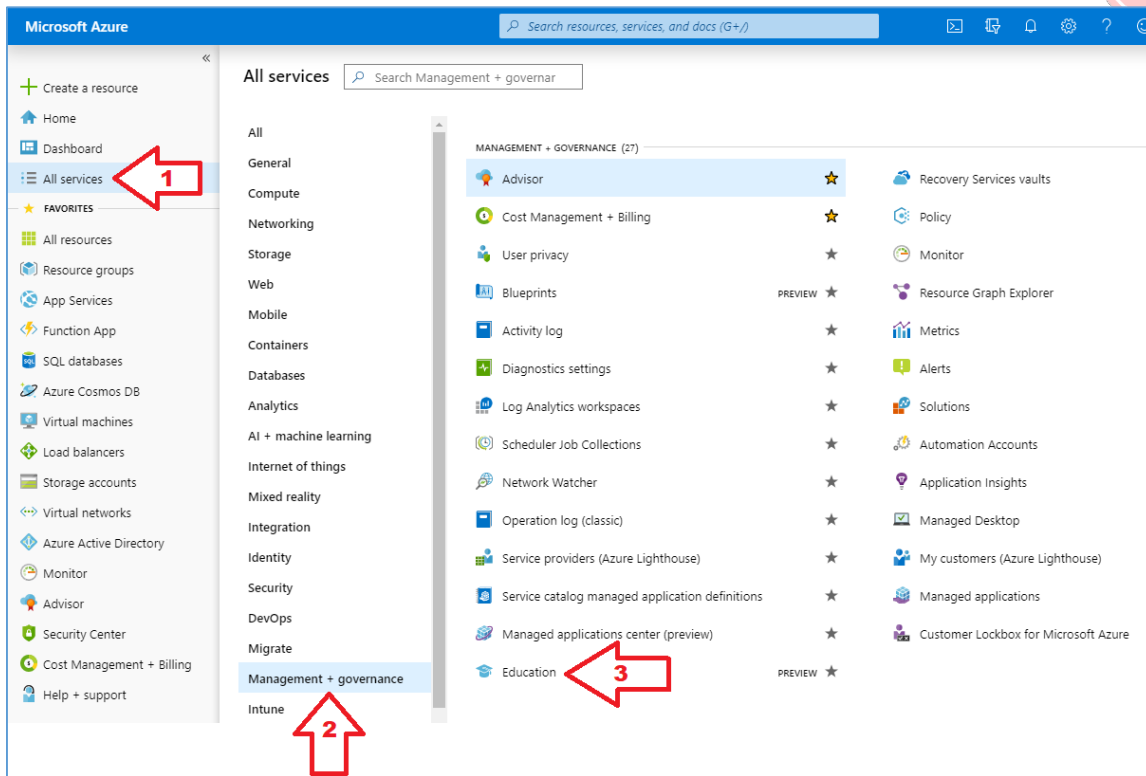 Microsoft Azure
Search resources, services, and docs (G+/)
«
Create a resource
Home
Dashboard
All services
1
FAVORITES
All resources
Resource groups
App Services
Function App
SQL databases
Azure Cosmos DB
Virtual machines
Load balancers
Storage accounts
Virtual networks
Azure Active Directory
Monitor
Advisor
Security Center
Cost Management + Billing
Help + support
All services
Search Management + governar
All
General
Compute
Networking
Storage
Web
Mobile
Containers
Databases
Analytics
AI + machine learning
Internet of things
Mixed reality
Integration
Identity
Security
DevOps
Migrate
Management + governance
Intune
2
MANAGEMENT + GOVERNANCE (27)
Advisor
Cost Management + Billing
User privacy
Blueprints PREVIEW
Activity log
Diagnostics settings
Log Analytics workspaces
Scheduler Job Collections
Network Watcher
Operation log (classic)
Service providers (Azure Lighthouse)
Service catalog managed application definitions
Managed applications center (preview)
Education 3 PREVIEW
Recovery Services vaults
Policy
Monitor
Resource Graph Explorer
Metrics
Alerts
Solutions
Automation Accounts
Application Insights
Managed Desktop
My customers (Azure Lighthouse)
Managed applications
Customer Lockbox for Microsoft Azure